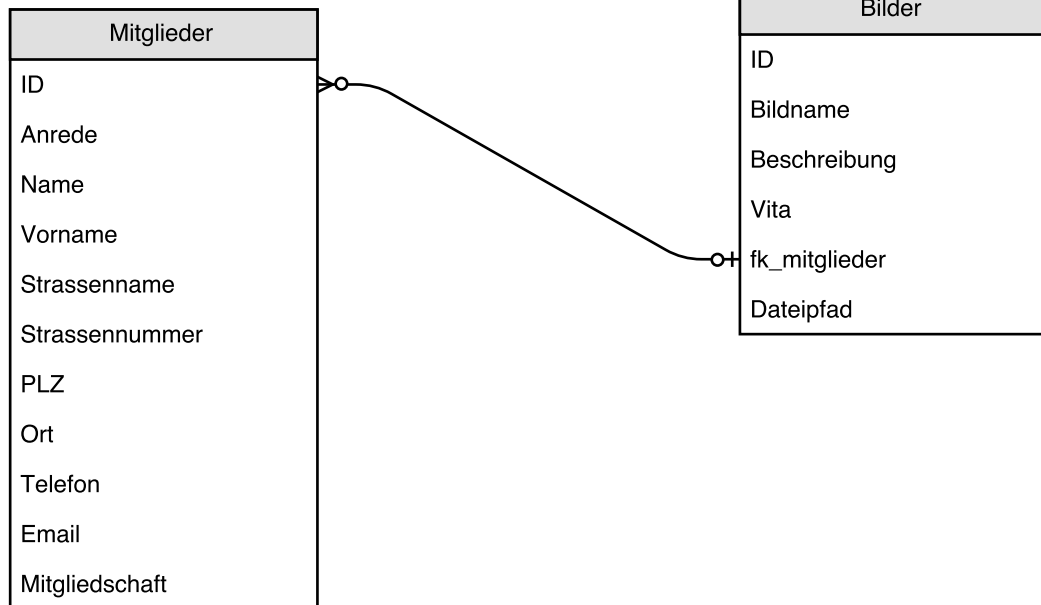 Mitglieder
ID
Anrede
Name
Vorname
Strassenname
Strassennummer
PLZ
Ort
Telefon
Email
Mitgliedschaft
Bilder
ID
Bildname
Beschreibung
Vita
fk_mitglieder
Dateipfad